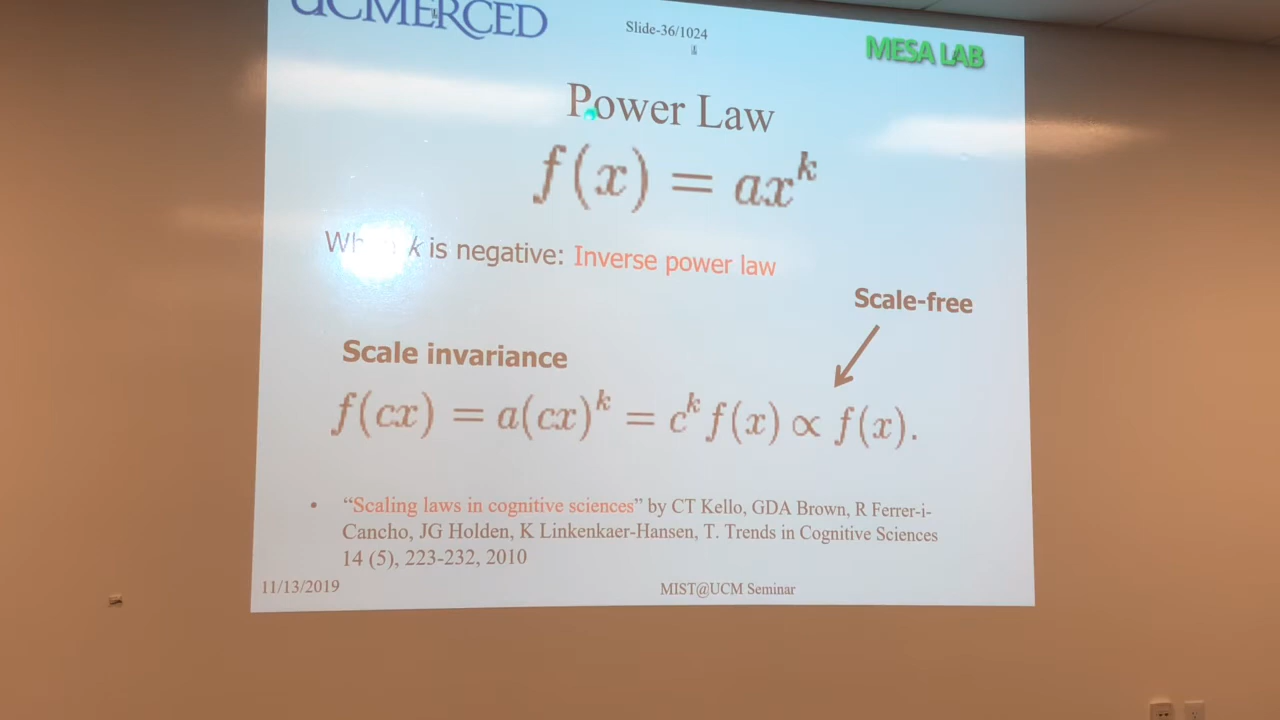 UCMERCED
Slide-36/1024
MESA LAB
Power Law
f(x) = ax^k
k is negative: Inverse power law
Scale-free
Scale invariance
f(cx) = a(cx)^k = c^k f(x) ∝ f(x).
• “Scaling laws in cognitive sciences” by CT Kello, GDA Brown, R Ferrer-i-
Cancho, JG Holden, K Linkenkaer-Hansen, T. Trends in Cognitive Sciences
14 (5), 223-232, 2010
11/13/2019
MIST@UCM Seminar